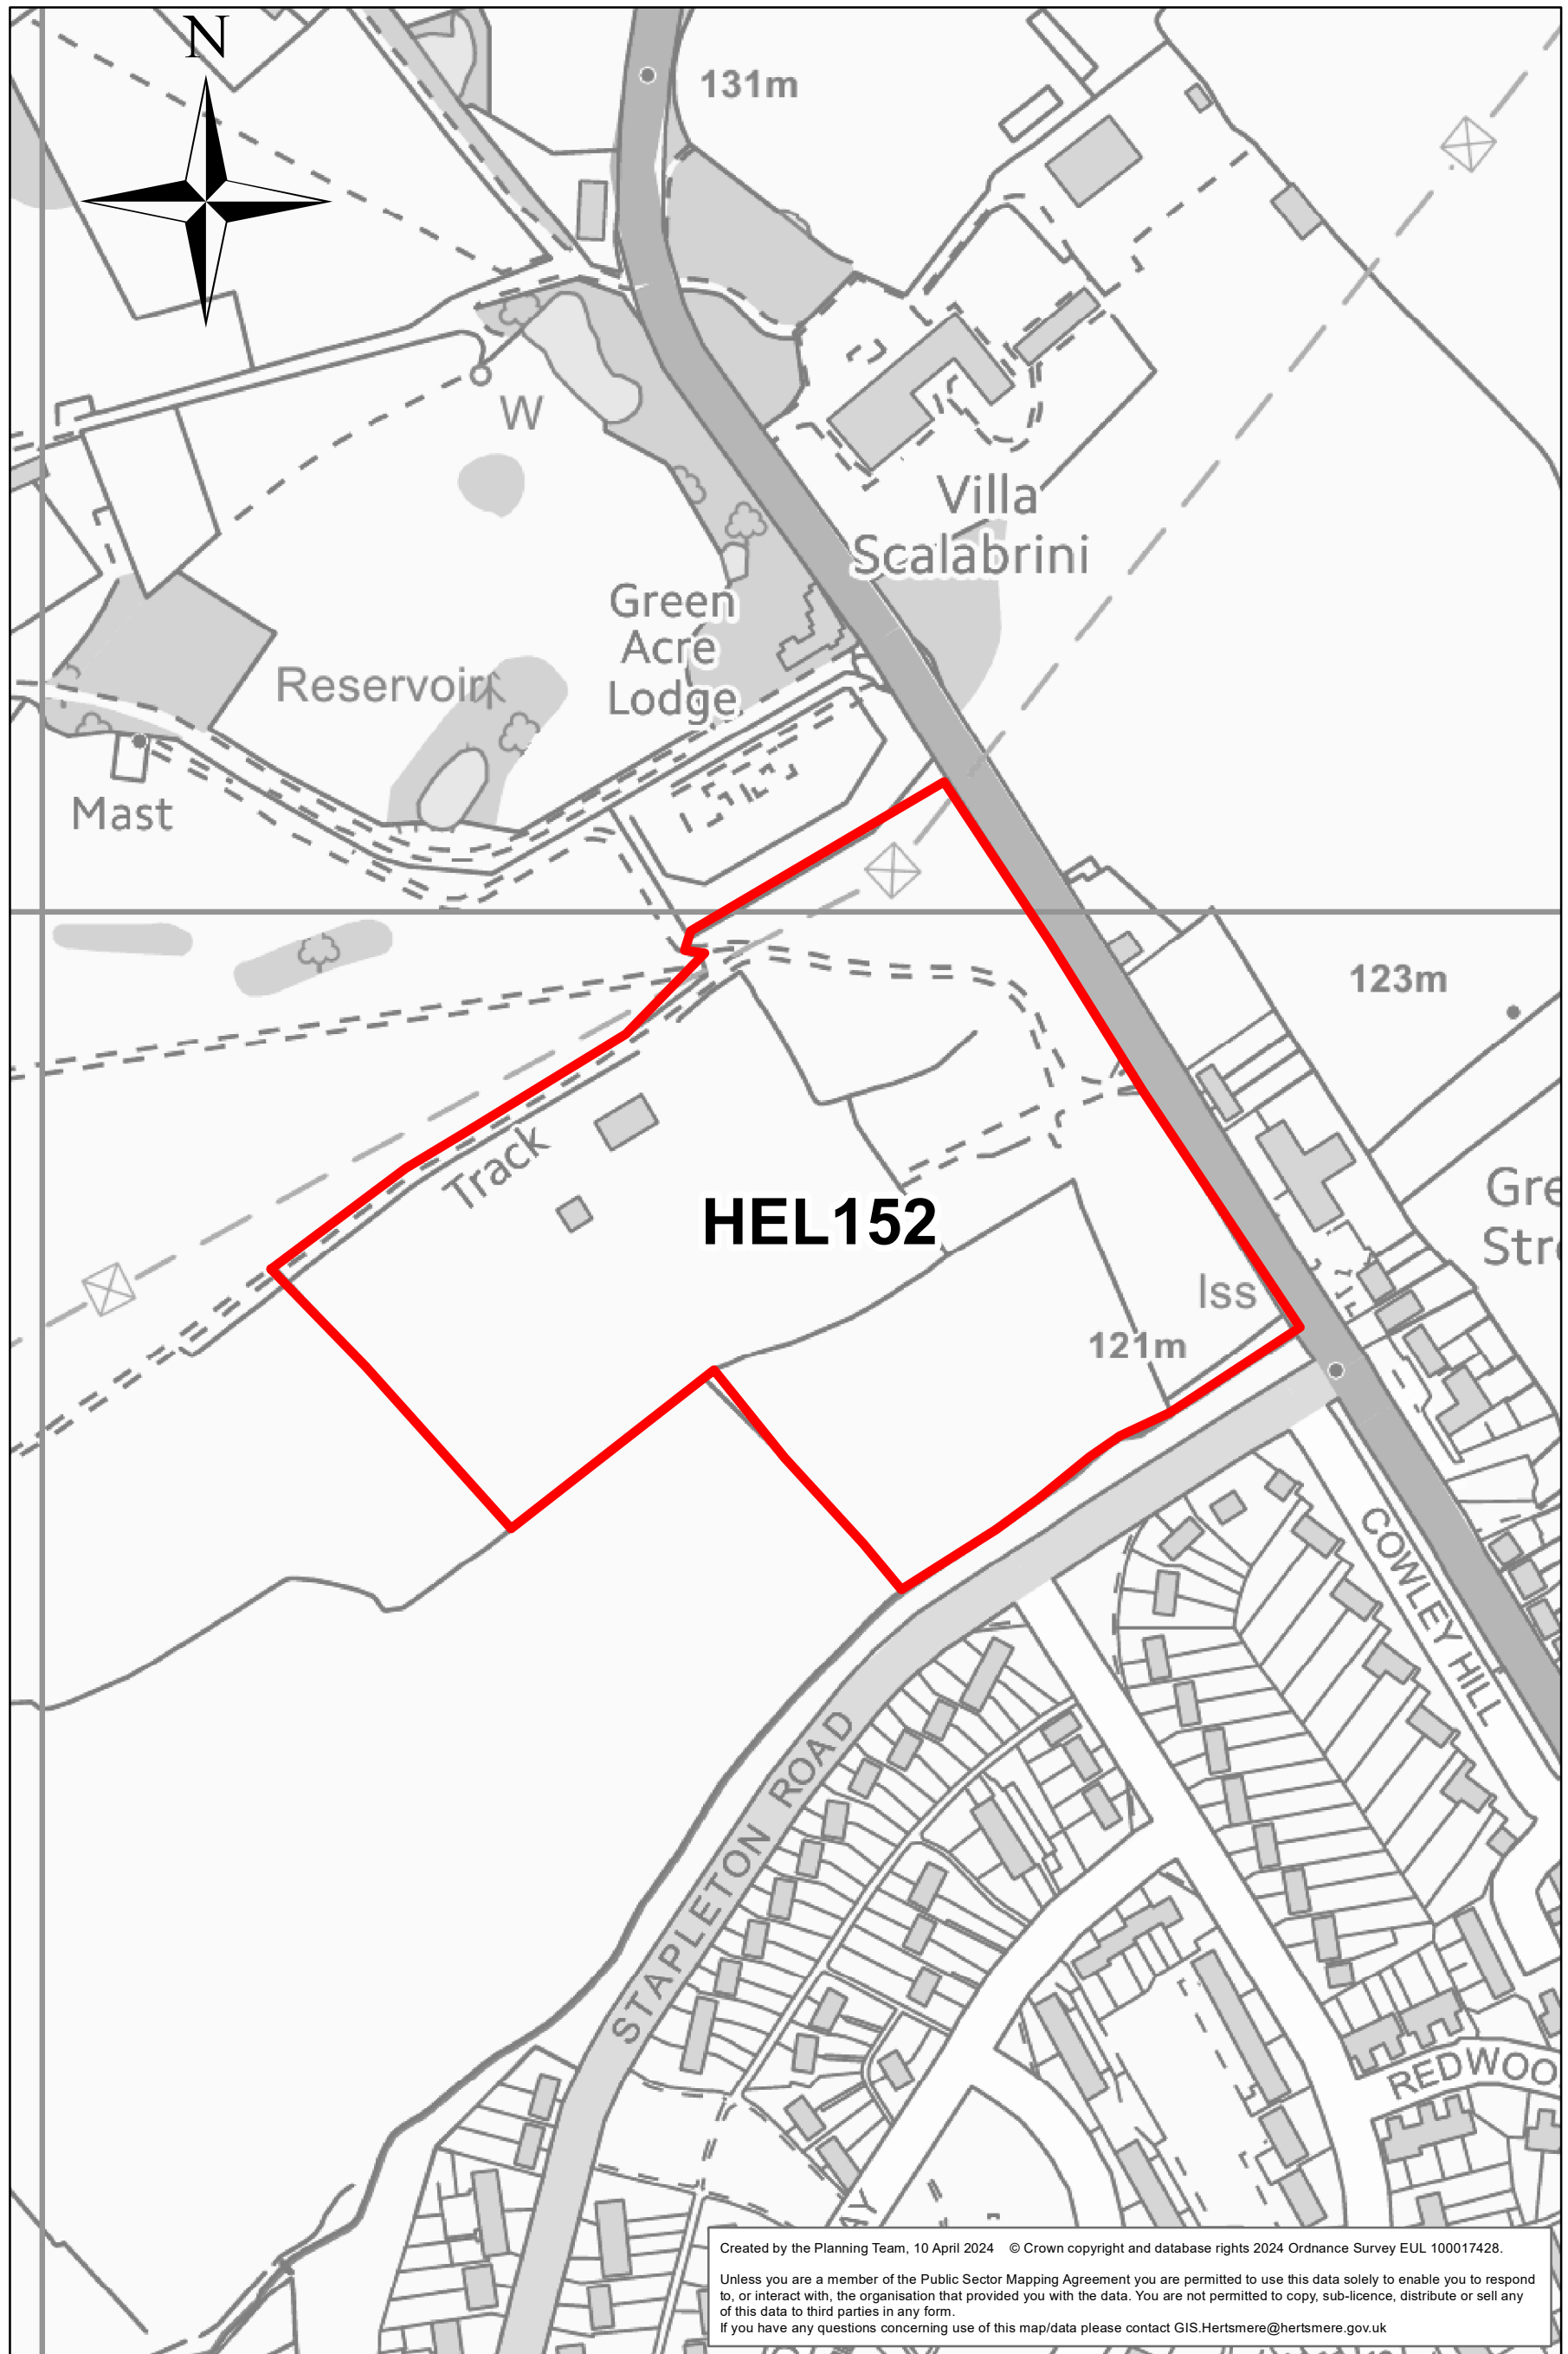 N
131m
W
Villa
Scalabrini
Green
Acre
Lodge
Reservoir
Mast
123m
Track
HEL152
Gre
Stre
Iss
121m
COWLEY HILL
STAPLETON ROAD
REDWOO
AY
Created by the Planning Team, 10 April 2024 © Crown copyright and database rights 2024 Ordnance Survey EUL 100017428.
Unless you are a member of the Public Sector Mapping Agreement you are permitted to use this data solely to enable you to respond
to, or interact with, the organisation that provided you with the data. You are not permitted to copy, sub-licence, distribute or sell any
of this data to third parties in any form.
If you have any questions concerning use of this map/data please contact GIS.Hertsmere@hertsmere.gov.uk